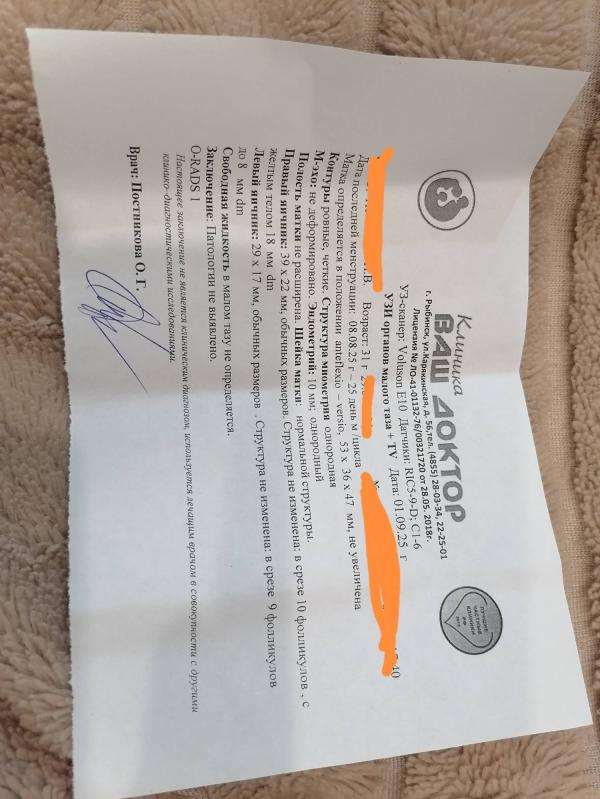 Клиника
ВАШ ДОКТОР
г. Рыбинск, ул.Карякинская, д. 56,тел. (4855) 28-03-34, 22-25-01
Лицензия № ЛО-41-01132-76/00321720 от 28.05. 2018г.
ЛУЧШИЕ ЧАСТНЫЕ КЛИНИКИ РФ
УЗ-сканер: Voluson E10 Датчики: RIC5-9-D; C1-6
УЗИ органов малого таза + TV Дата: 01.09.25 г
Возраст: 31 г
Дата последней менструации: 08.08.25 г – 25 день м /цикла
Матка определяется в положении anteflexio – versio, 53 x 36 x 47 мм, не увеличена
Контуры ровные, четкие. Структура миометрия однородная
М-эхо: не деформировано. Эндометрий: 10 мм; однородный
Полость матки не расширена. Шейка матки: нормальной структуры.
Правый яичник: 39 x 22 мм, обычных размеров. Структура не изменена: в срезе 10 фолликулов , с
желтым телом 18 мм dm
Левый яичник: 29 x 17 мм, обычных размеров . Структура не изменена: в срезе 9 фолликулов
до 8 мм dm
Свободная жидкость в малом тазу не определяется.
Заключение: Патологии не выявлено.
O-RADS 1
Настоящее заключение не является клиническим диагнозом, используется лечащим врачом в совокупности с другими
клинико-диагностическими исследованиями.
Врач: Постникова О. Г.